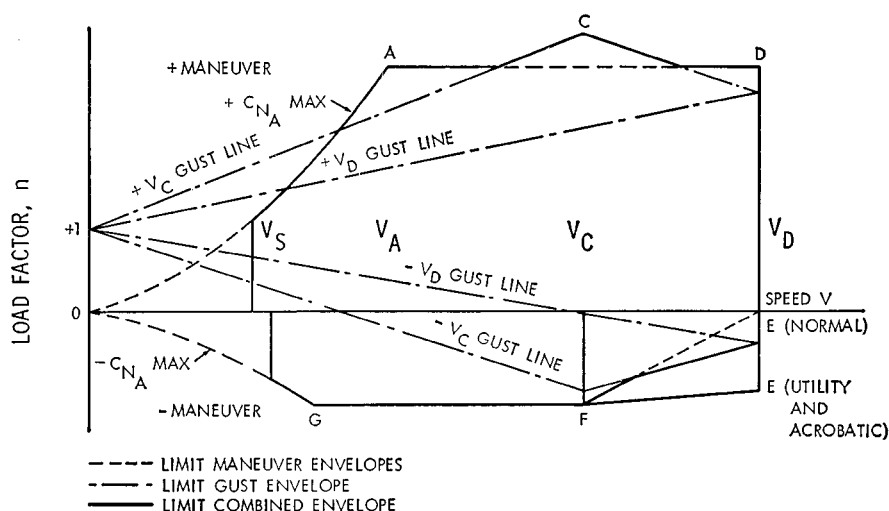 C
A
D
+ MANEUVER
+ C_NA MAX
+ V_C GUST LINE
+ V_D GUST LINE
LOAD FACTOR, n
+1
V_S
V_A
V_C
V_D
- V_D GUST LINE
0
SPEED V
E (NORMAL)
- V_C GUST LINE
- C_NA MAX
- MANEUVER
G
F
E (UTILITY
AND
ACROBATIC)
LIMIT MANEUVER ENVELOPES
LIMIT GUST ENVELOPE
LIMIT COMBINED ENVELOPE